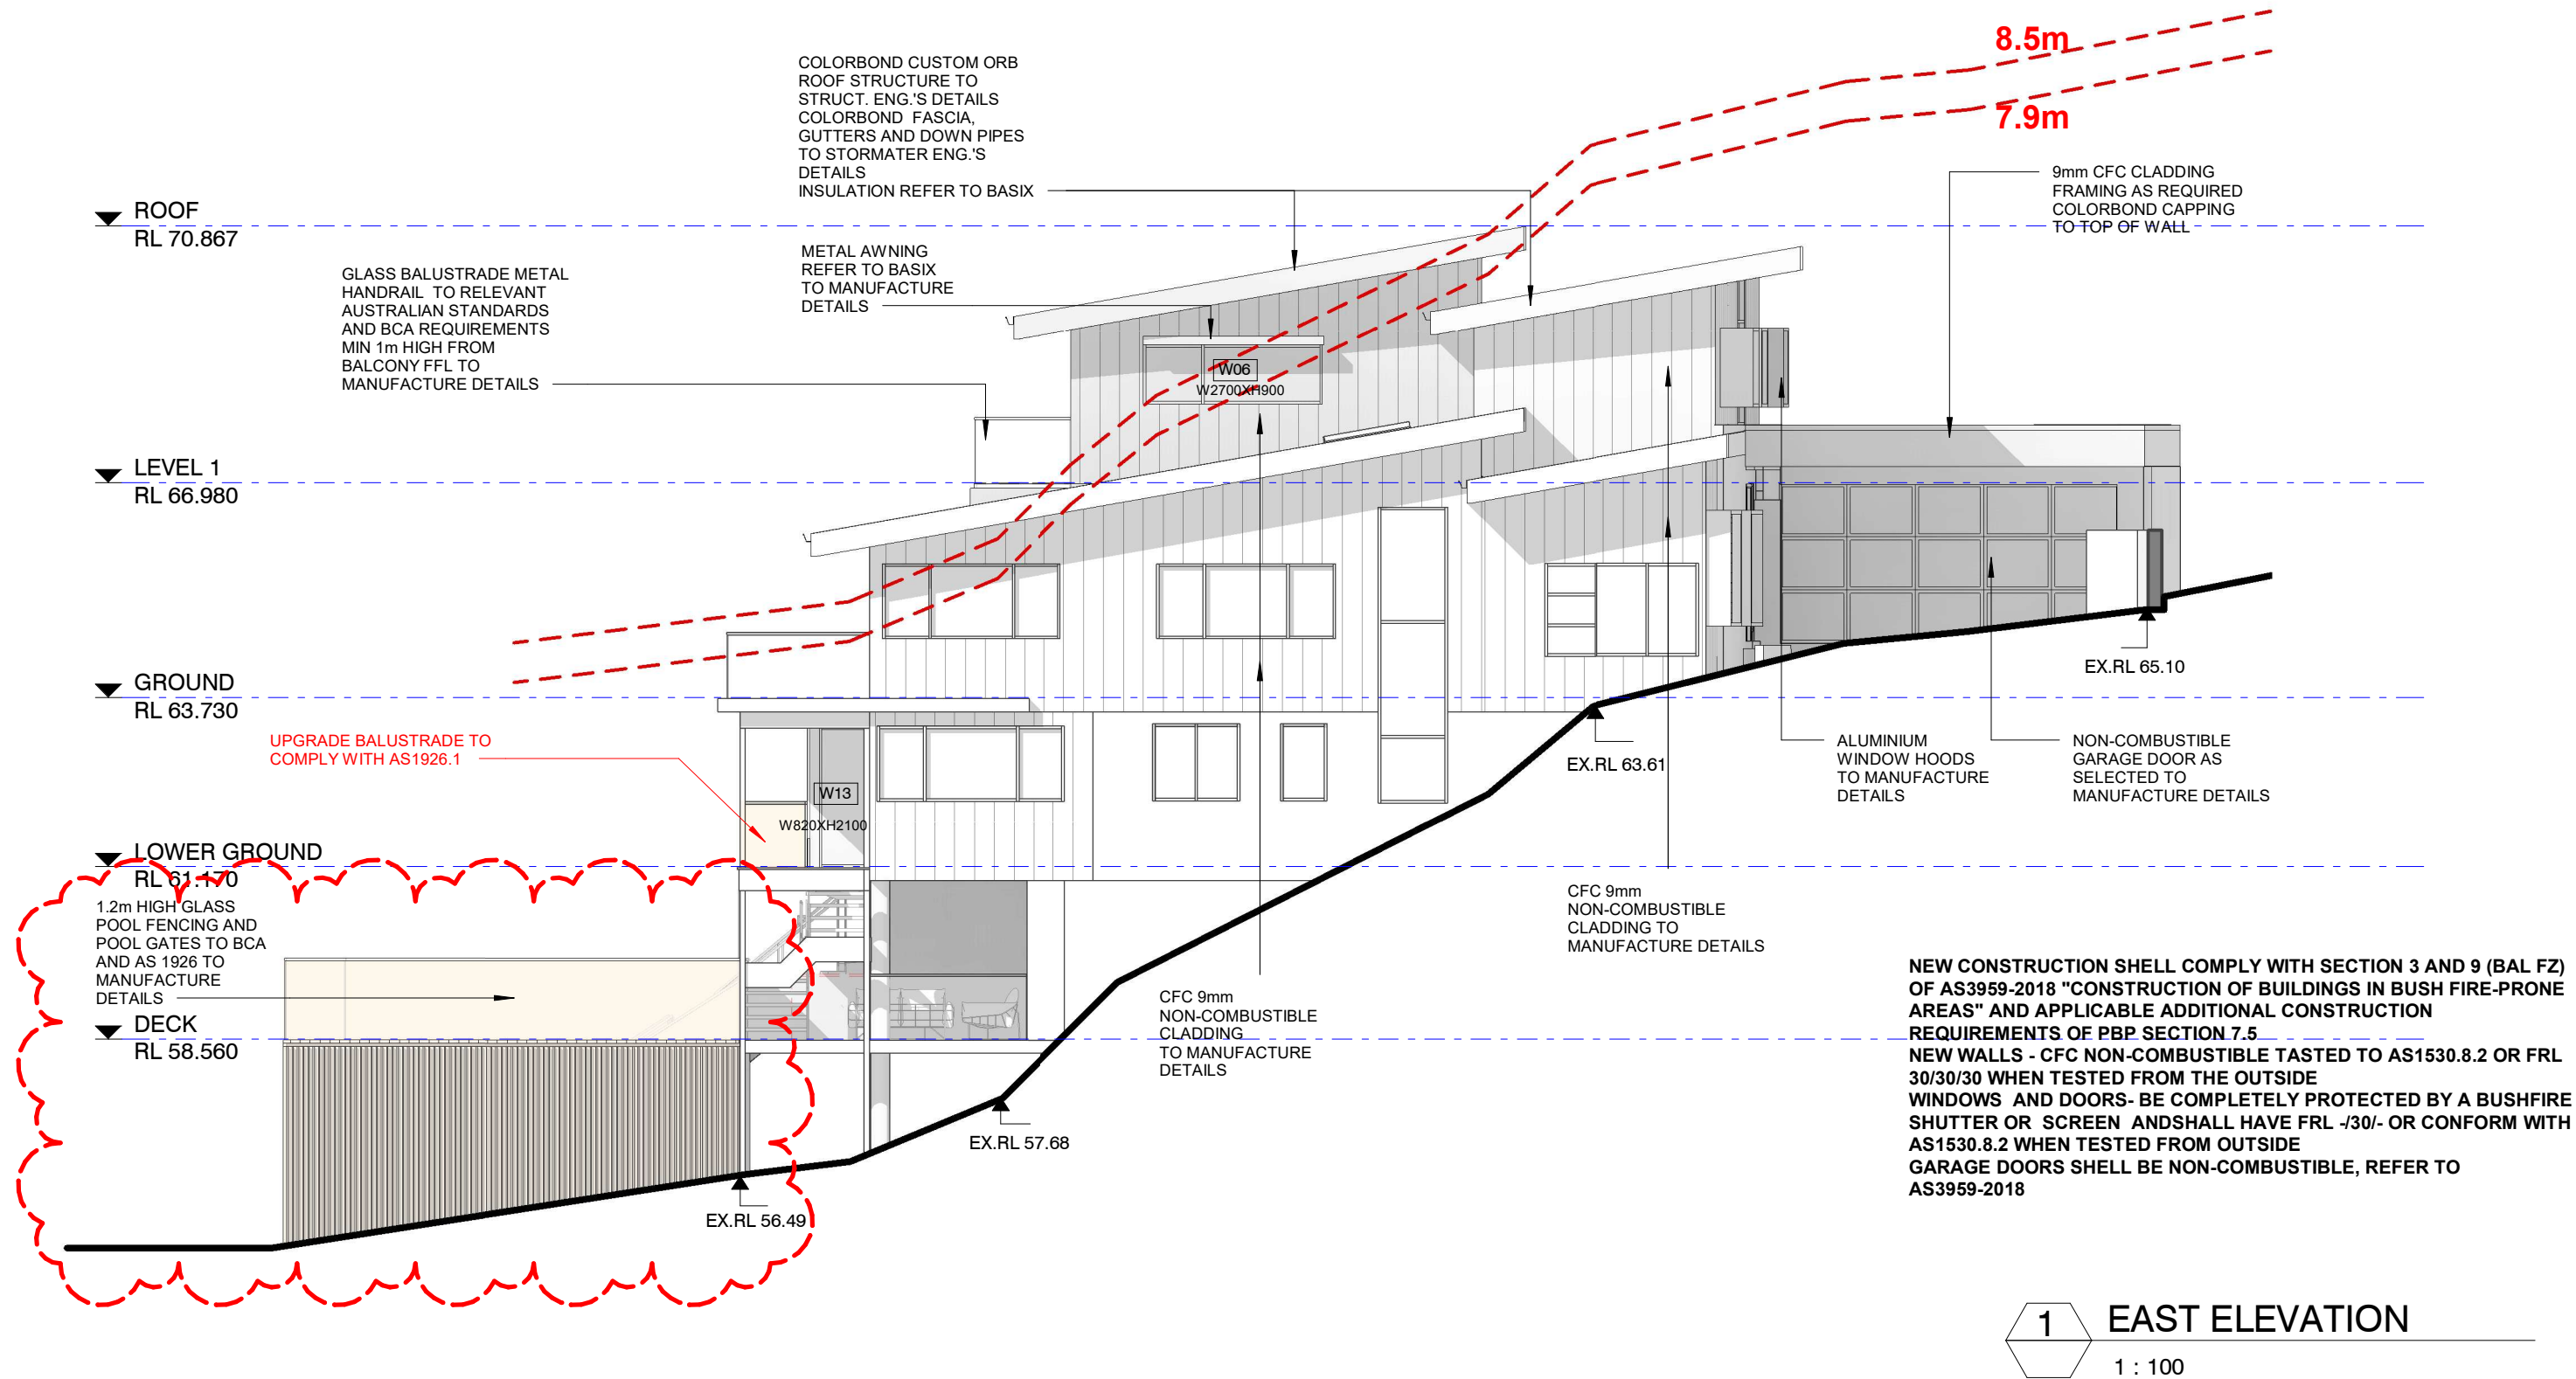 8.5m
7.9m
COLORBOND CUSTOM ORB
ROOF STRUCTURE TO
STRUCT. ENG.'S DETAILS
COLORBOND FASCIA,
GUTTERS AND DOWN PIPES
TO STORMATER ENG.'S
DETAILS
INSULATION REFER TO BASIX
9mm CFC CLADDING
FRAMING AS REQUIRED
COLORBOND CAPPING
TO TOP OF WALL
ROOF
RL 70.867
METAL AWNING
REFER TO BASIX
TO MANUFACTURE
DETAILS
GLASS BALUSTRADE METAL
HANDRAIL TO RELEVANT
AUSTRALIAN STANDARDS
AND BCA REQUIREMENTS
MIN 1m HIGH FROM
BALCONY FFL TO
MANUFACTURE DETAILS
W06
W2700XH900
LEVEL 1
RL 66.980
GROUND
RL 63.730
EX.RL 65.10
UPGRADE BALUSTRADE TO
COMPLY WITH AS1926.1
EX.RL 63.61
ALUMINIUM
WINDOW HOODS
TO MANUFACTURE
DETAILS
NON-COMBUSTIBLE
GARAGE DOOR AS
SELECTED TO
MANUFACTURE DETAILS
W13
W820XH2100
LOWER GROUND
RL 61.170
1.2m HIGH GLASS
POOL FENCING AND
POOL GATES TO BCA
AND AS 1926 TO
MANUFACTURE
DETAILS
CFC 9mm
NON-COMBUSTIBLE
CLADDING TO
MANUFACTURE DETAILS
DECK
RL 58.560
CFC 9mm
NON-COMBUSTIBLE
CLADDING
TO MANUFACTURE
DETAILS
NEW CONSTRUCTION SHELL COMPLY WITH SECTION 3 AND 9 (BAL FZ)
OF AS3959-2018 "CONSTRUCTION OF BUILDINGS IN BUSH FIRE-PRONE
AREAS" AND APPLICABLE ADDITIONAL CONSTRUCTION
REQUIREMENTS OF PBP SECTION 7.5
NEW WALLS - CFC NON-COMBUSTIBLE TASTED TO AS1530.8.2 OR FRL
30/30/30 WHEN TESTED FROM THE OUTSIDE
WINDOWS AND DOORS- BE COMPLETELY PROTECTED BY A BUSHFIRE
SHUTTER OR SCREEN ANDSHALL HAVE FRL -/30/- OR CONFORM WITH
AS1530.8.2 WHEN TESTED FROM OUTSIDE
GARAGE DOORS SHELL BE NON-COMBUSTIBLE, REFER TO
AS3959-2018
EX.RL 57.68
EX.RL 56.49
1
EAST ELEVATION
1 : 100